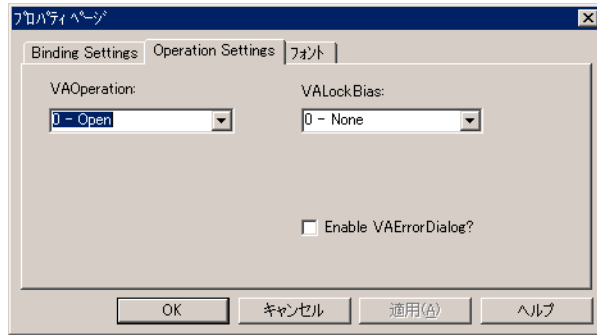 ﾌﾟﾛﾊﾟﾃｨ ﾍﾟｰｼﾞ
Binding Settings Operation Settings ﾌｫﾝﾄ
VAOperation: VALockBias:
0 - Open 0 - None
Enable VAErrorDialog?
OK キャンセル 適用(A) ヘルプ